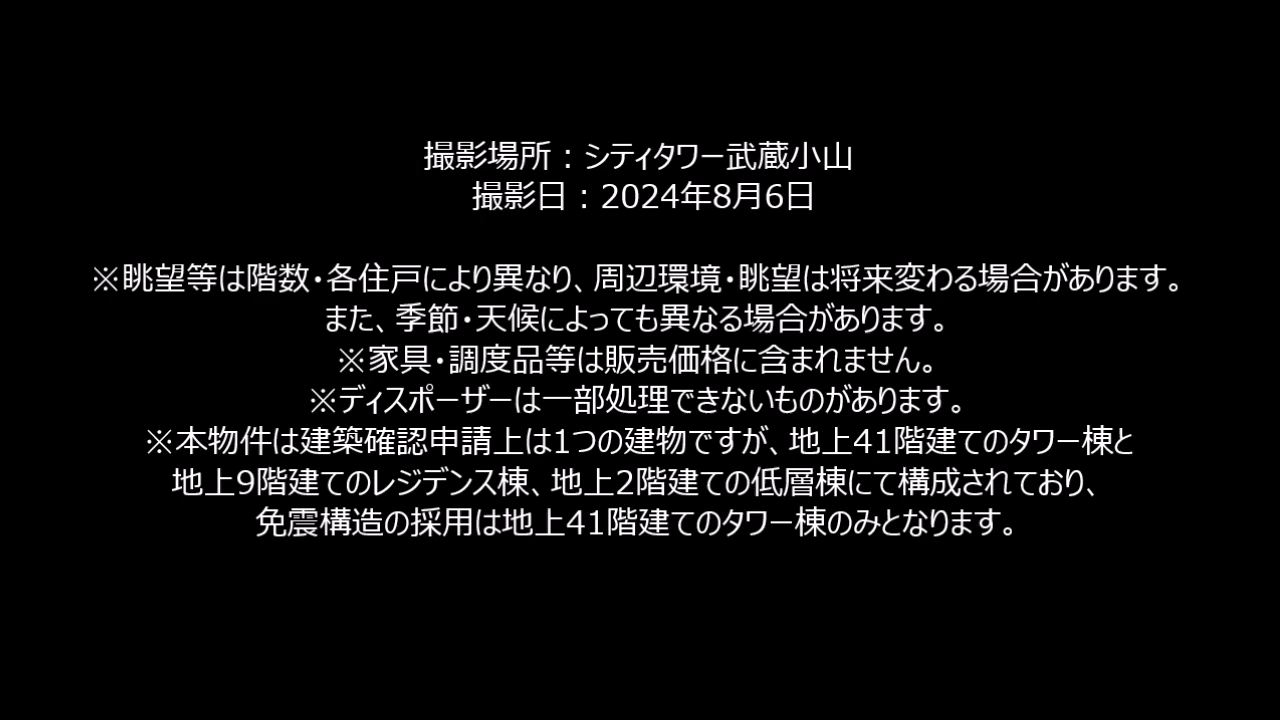 撮影場所：シティタワー武蔵小山
撮影日：2024年8月6日
※眺望等は階数・各住戸により異なり、周辺環境・眺望は将来変わる場合があります。
また、季節・天候によっても異なる場合があります。
※家具・調度品等は販売価格に含まれません。
※ディスポーザーは一部処理できないものがあります。
※本物件は建築確認申請上は1つの建物ですが、地上41階建てのタワー棟と
地上9階建てのレジデンス棟、地上2階建ての低層棟にて構成されており、
免震構造の採用は地上41階建てのタワー棟のみとなります。